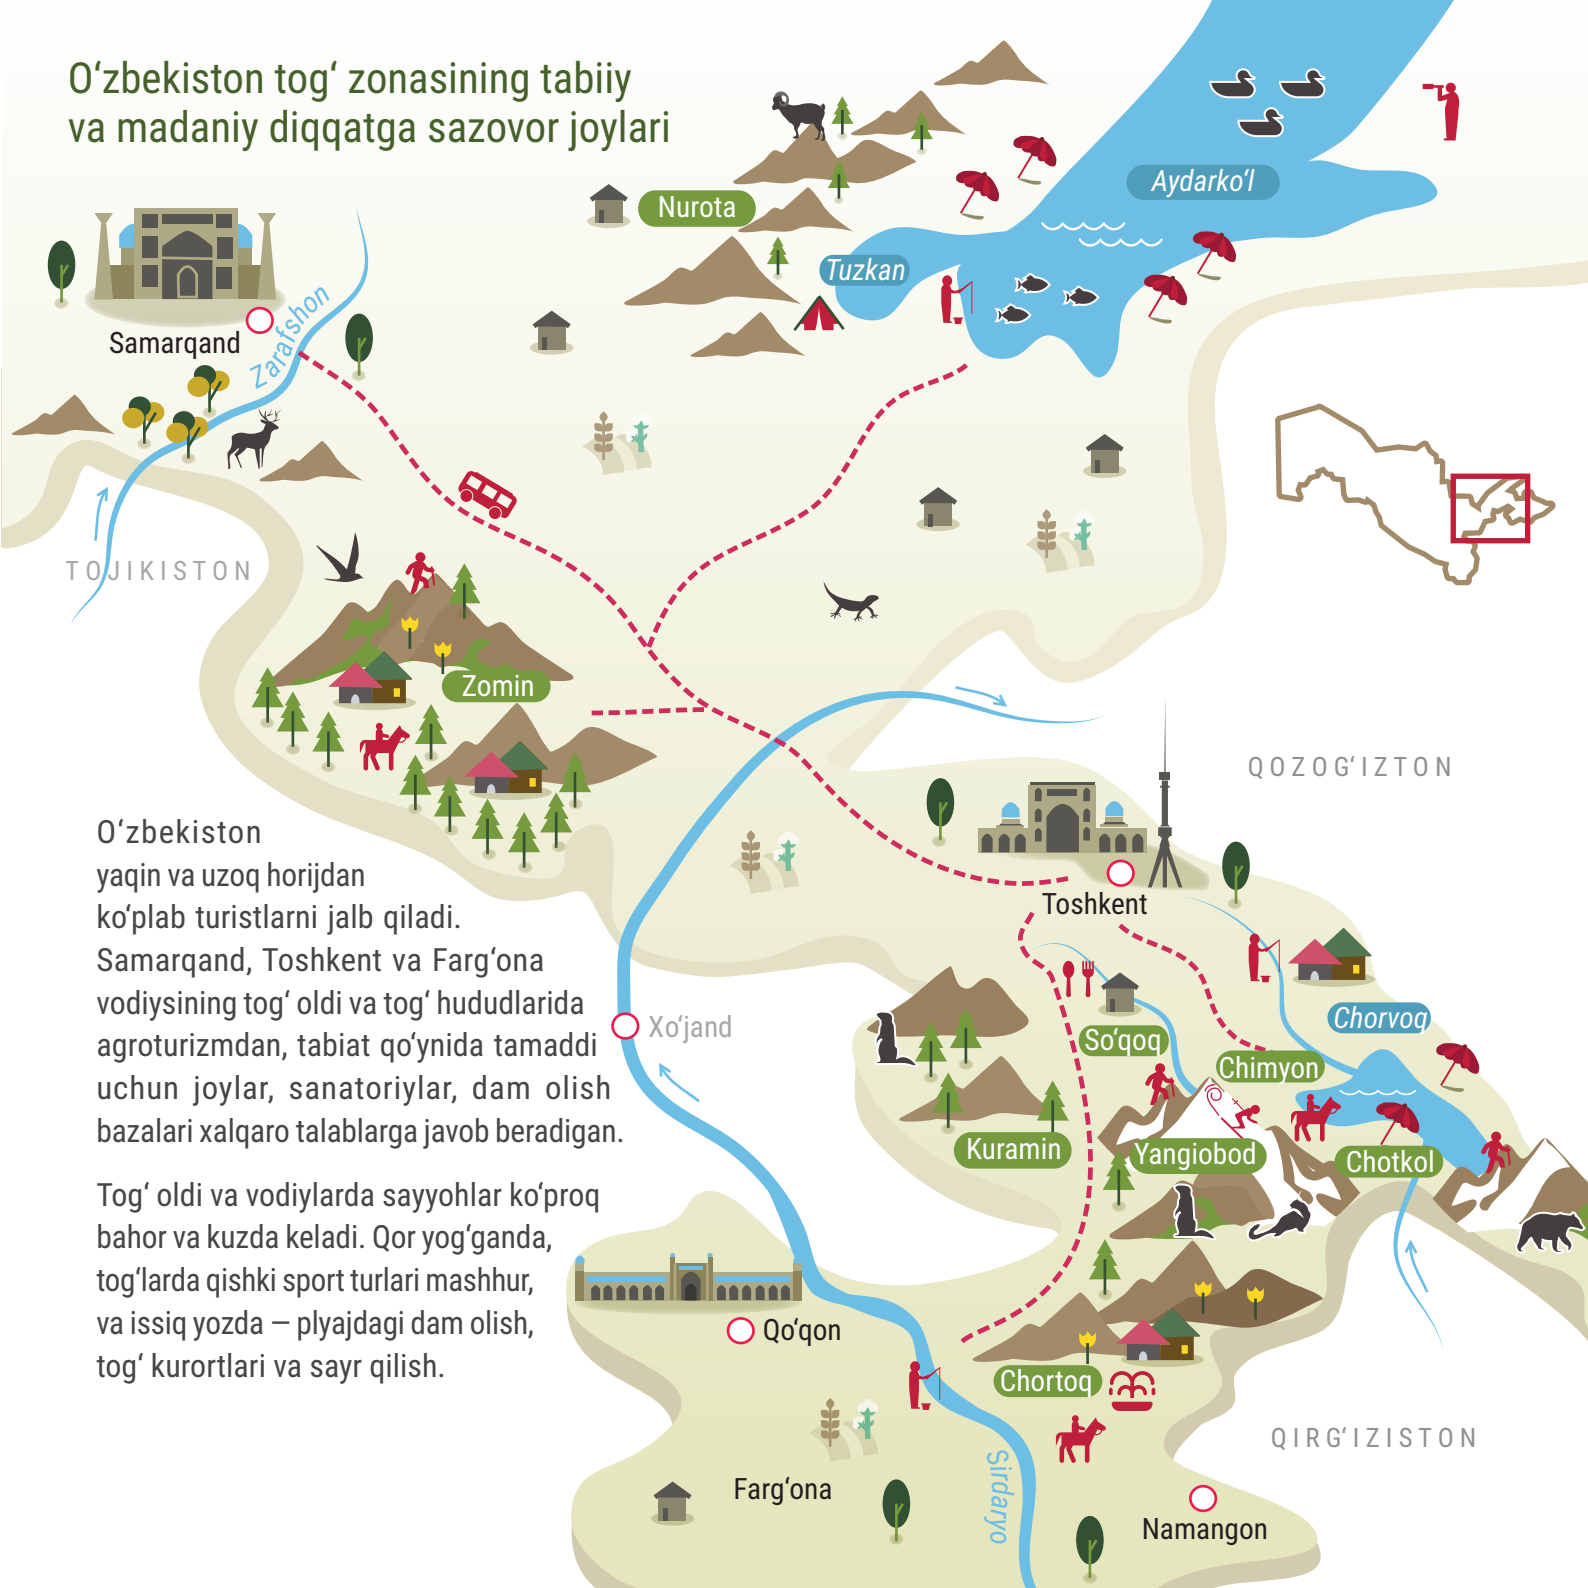 O‘zbekiston tog‘ zonasining tabiiy
va madaniy diqqatga sazovor joylari
Aydarko‘l
Nurota
Tuzkan
Zarafshon
Samarqand
TOJIKISTON
Zomin
QOZOG‘IZTON
O‘zbekiston
yaqin va uzoq horijdan
ko‘plab turistlarni jalb qiladi.
Samarqand, Toshkent va Farg‘ona
vodiysining tog‘ oldi va tog‘ hududlarida
agroturizmdan, tabiat qo‘ynida tamaddi
uchun joylar, sanatoriylar, dam olish
bazalari xalqaro talablarga javob beradigan.
Tog‘ oldi va vodiylarda sayyohlar ko‘proq
bahor va kuzda keladi. Qor yog‘ganda,
tog‘larda qishki sport turlari mashhur,
va issiq yozda – plyajdagi dam olish,
tog‘ kurortlari va sayr qilish.
Toshkent
Xo‘jand
Chorvoq
So‘qoq
Chimyon
Kuramin
Yangiobod
Chotkol
Qo‘qon
Chortoq
QIRG‘IZISTON
Sirdaryo
Farg‘ona
Namangon